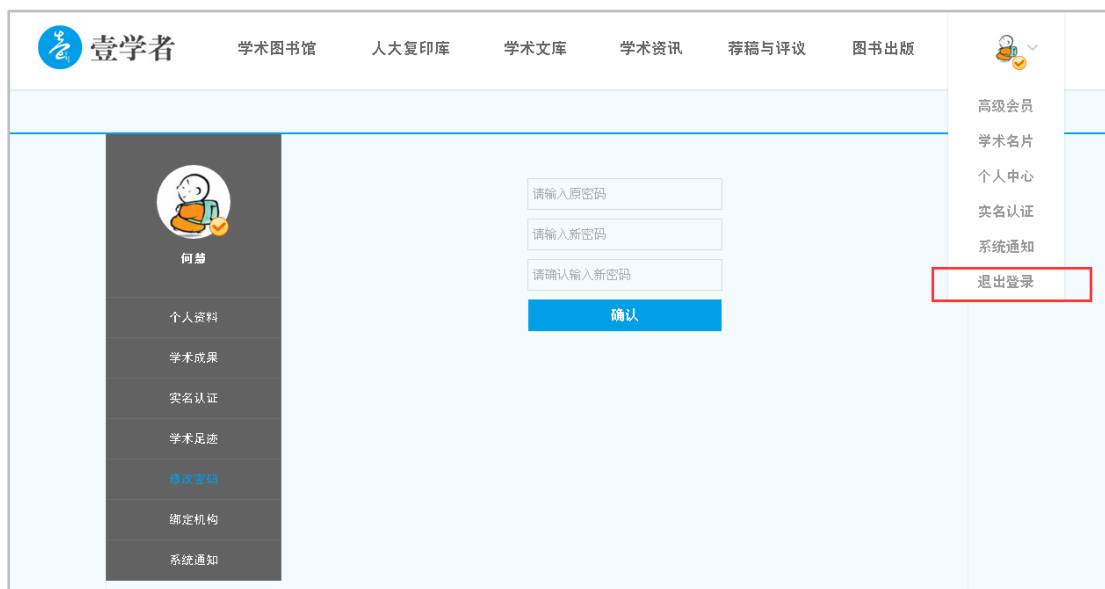 壹学者
学术图书馆 人大复印库 学术文库 学术资讯 荐稿与评议 图书出版
高级会员
学术名片
个人中心
实名认证
系统通知
退出登录
何慧
个人资料
学术成果
实名认证
学术足迹
修改密码
绑定机构
系统通知
请输入原密码
请输入新密码
请确认输入新密码
确认